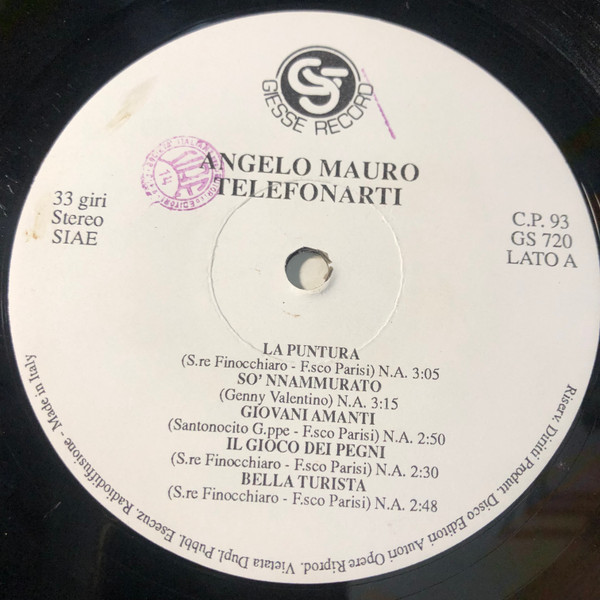 GS
GIESSE RECORD
ANGELO MAURO
TELEFONARTI
33 giri
Stereo
SIAE
C.P. 93
GS 720
LATO A
LA PUNTURA
(S.re Finocchiaro - F.sco Parisi) N.A. 3:05
SO' NNAMMURATO
(Genny Valentino) N.A. 3:15
GIOVANI AMANTI
(Santonocito G.ppe - F.sco Parisi) N.A. 2:50
IL GIOCO DEI PEGNI
(S.re Finocchiaro - F.sco Parisi) N.A. 2:30
BELLA TURISTA
(S.re Finocchiaro - F.sco Parisi) N.A. 2:48
Riserv. Diritti Produtt. Disco Editori Autori Opere Riprod. Vietata Dupl. Pubbl. Esecuz. Radiodiffusione - Made in Italy